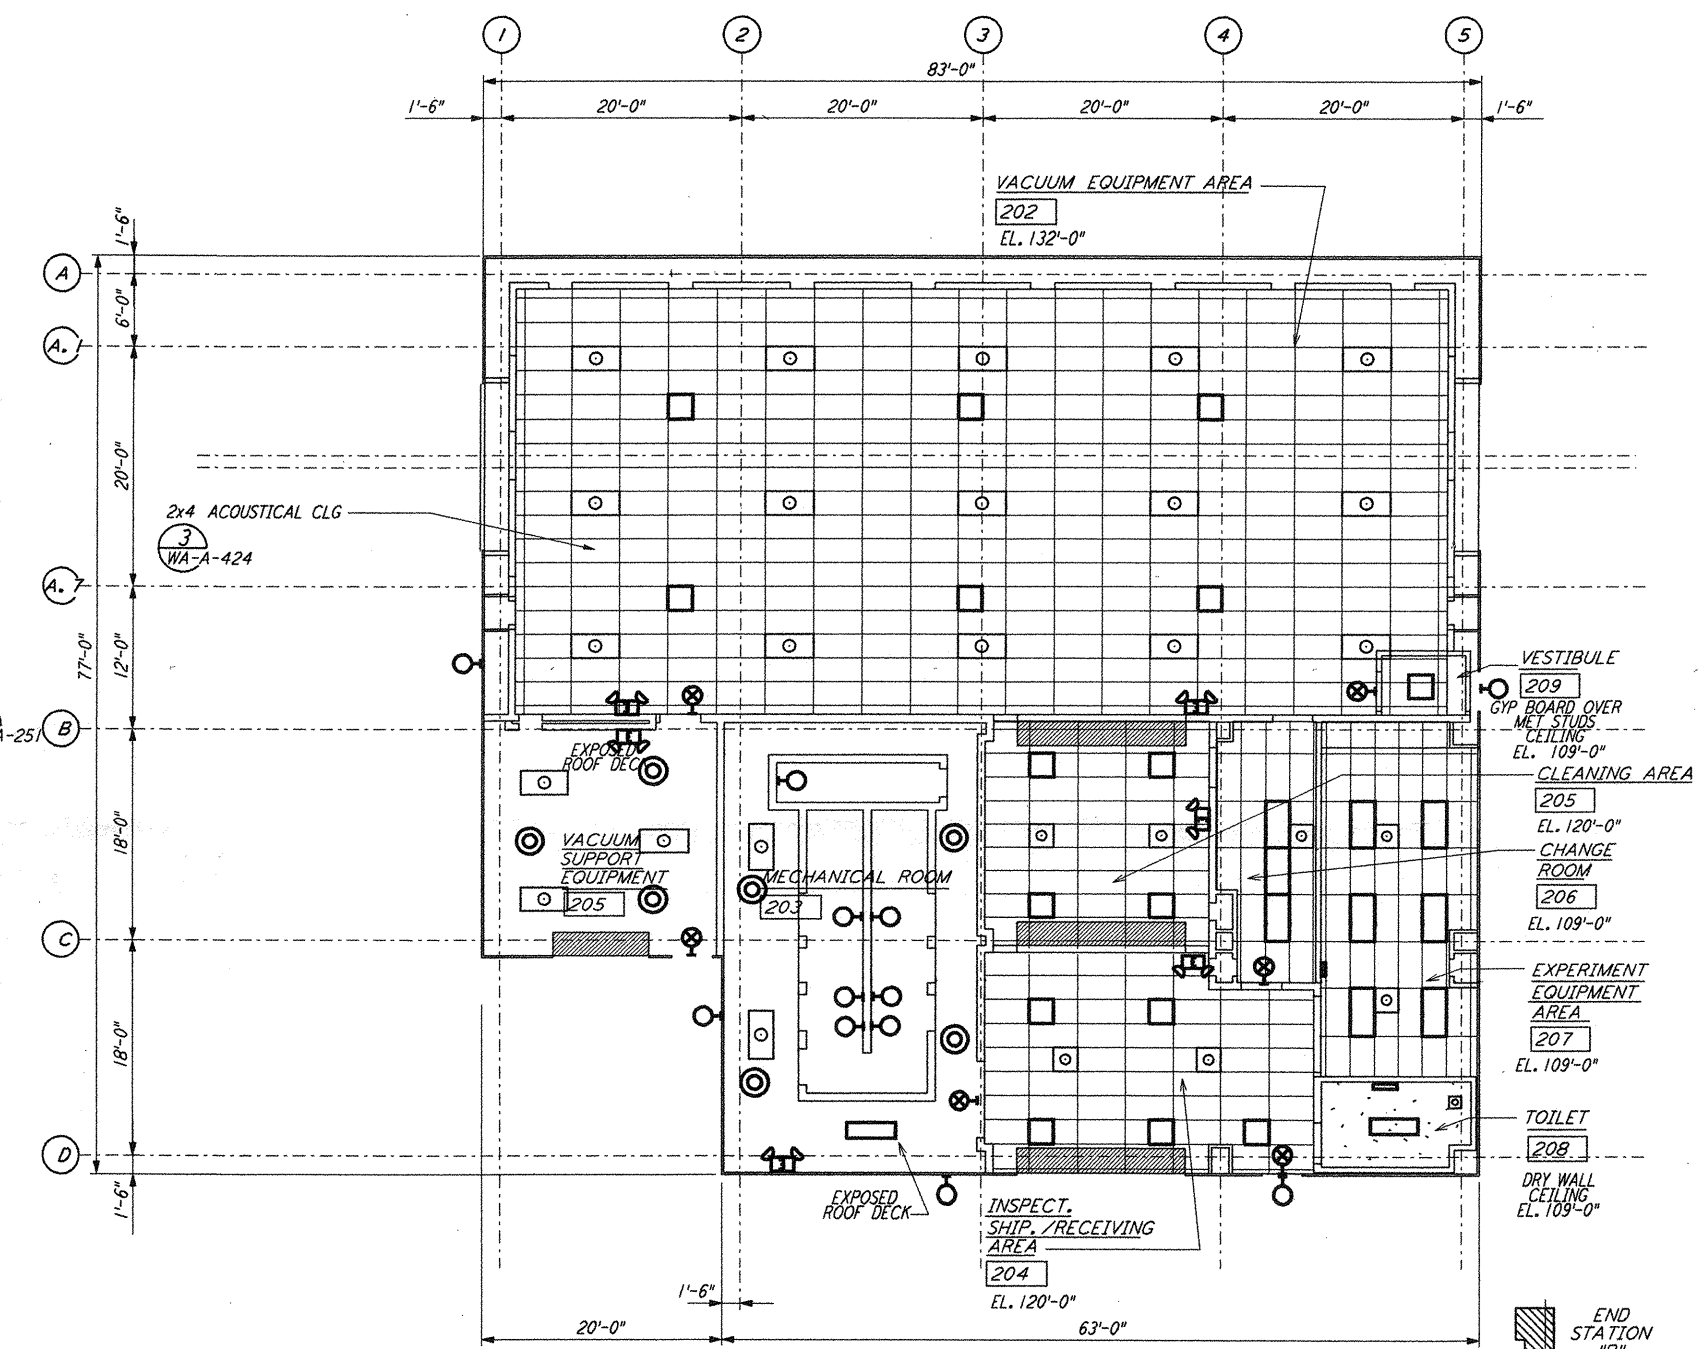 1 2 3 4 5
83'-0"
1'-6" 20'-0" 20'-0" 20'-0" 20'-0" 1'-6"
VACUUM EQUIPMENT AREA
202
EL. 132'-0"
1'-6"
A
6'-0"
A.1
20'-0"
2x4 ACOUSTICAL CLG
3
WA-A-424
A.7
77'-0"
12'-0"
B
A-251
18'-0"
C
18'-0"
D
1'-6"
VESTIBULE
209
GYP BOARD OVER
MET STUDS
CEILING
EL. 109'-0"
EXPOSED
ROOF DECK
CLEANING AREA
205
EL. 120'-0"
VACUUM
SUPPORT
EQUIPMENT
205
MECHANICAL ROOM
203
CHANGE
ROOM
206
EL. 109'-0"
EXPERIMENT
EQUIPMENT
AREA
207
EL. 109'-0"
TOILET
208
DRY WALL
CEILING
EL. 109'-0"
EXPOSED
ROOF DECK
INSPECT.
SHIP./RECEIVING
AREA
204
EL. 120'-0"
1'-6"
20'-0" 63'-0"
END
STATION